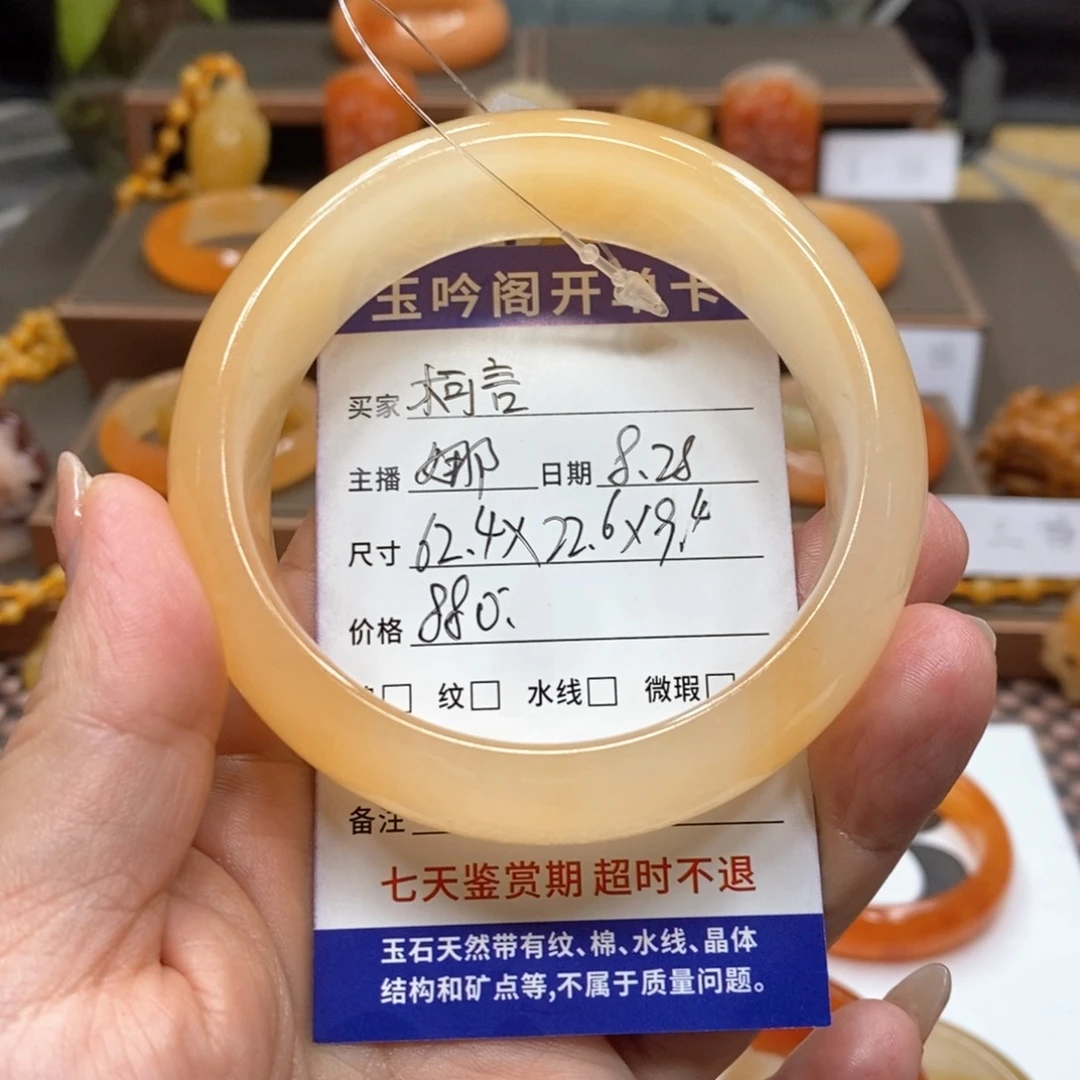 玉吟阁开单卡
买家 柯言
主播 娜 日期 8.28
尺寸 62.4X22.6X9.4
价格 880.
□ 纹□ 水线□ 微瑕□
备注
七天鉴赏期 超时不退
玉石天然带有纹、棉、水线、晶体
结构和矿点等,不属于质量问题。